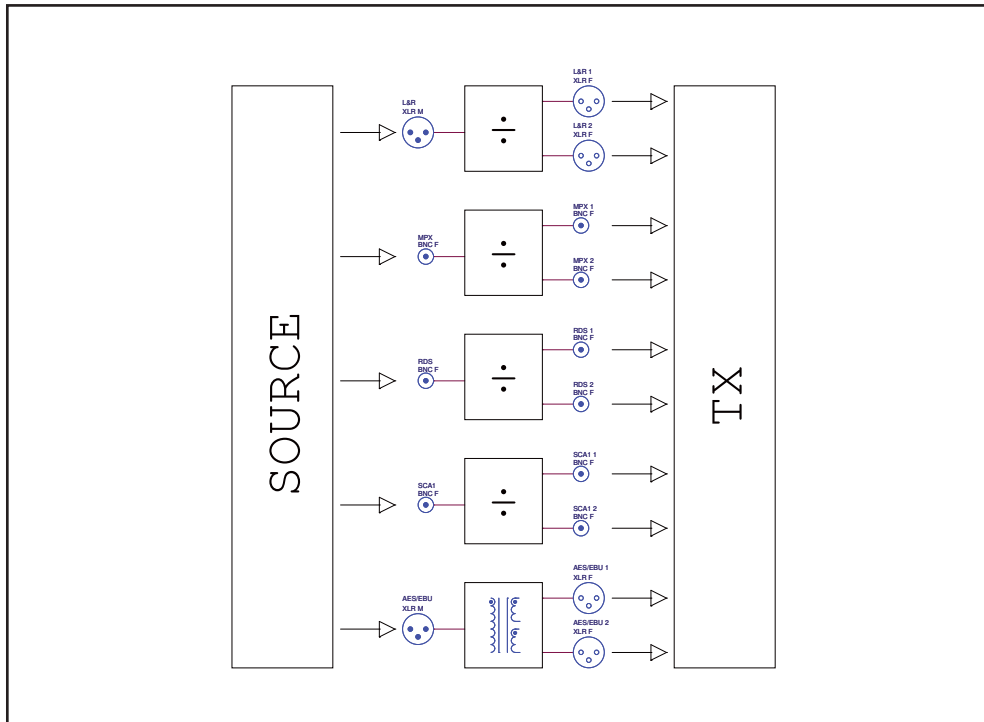 SOURCE
L&R
XLR M
÷
L&R 1
XLR F
L&R 2
XLR F
MPX
BNC F
÷
MPX 1
BNC F
MPX 2
BNC F
RDS
BNC F
÷
RDS 1
BNC F
RDS 2
BNC F
SCA1
BNC F
÷
SCA1 1
BNC F
SCA1 2
BNC F
AES/EBU
XLR M
AES/EBU 1
XLR F
AES/EBU 2
XLR F
TX